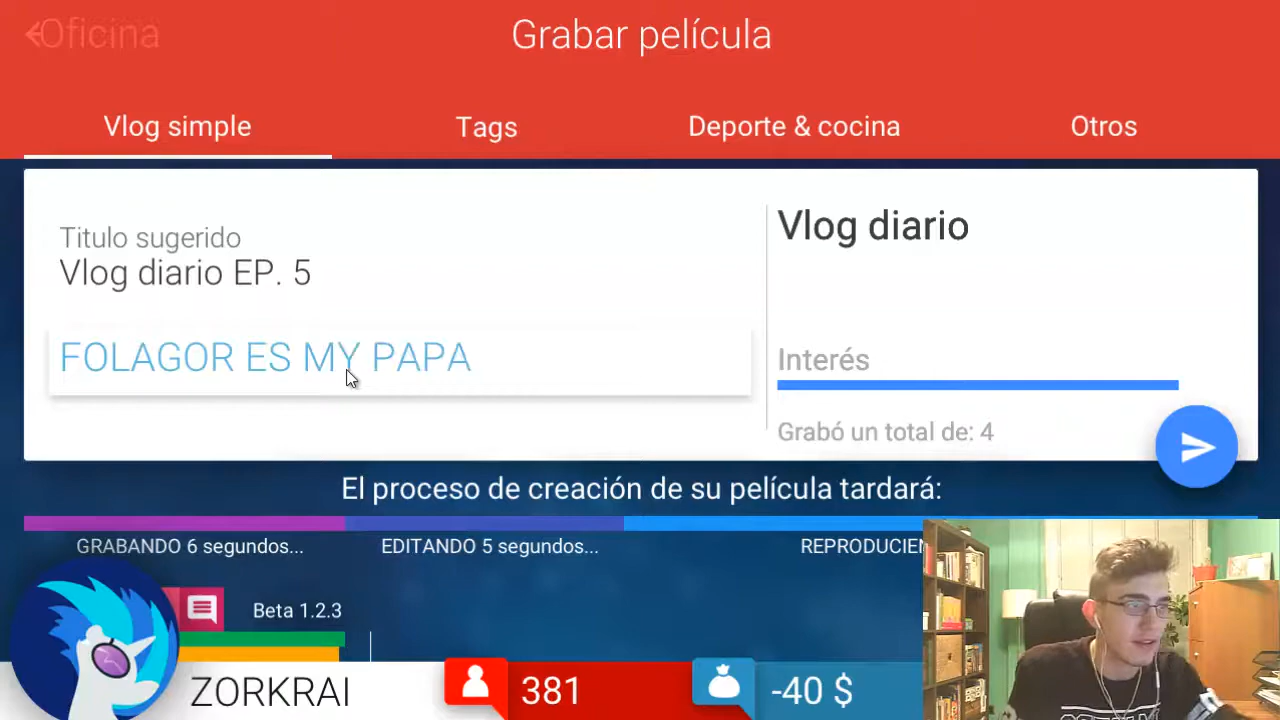 Oficina
Grabar película
Vlog simple
Tags
Deporte & cocina
Otros
Titulo sugerido
Vlog diario EP. 5
FOLAGOR ES MY PAPA
Vlog diario
Interés
Grabó un total de: 4
El proceso de creación de su película tardará:
GRABANDO 6 segundos...
EDITANDO 5 segundos...
REPRODUCIEN
Beta 1.2.3
ZORKRAI
381
-40 $